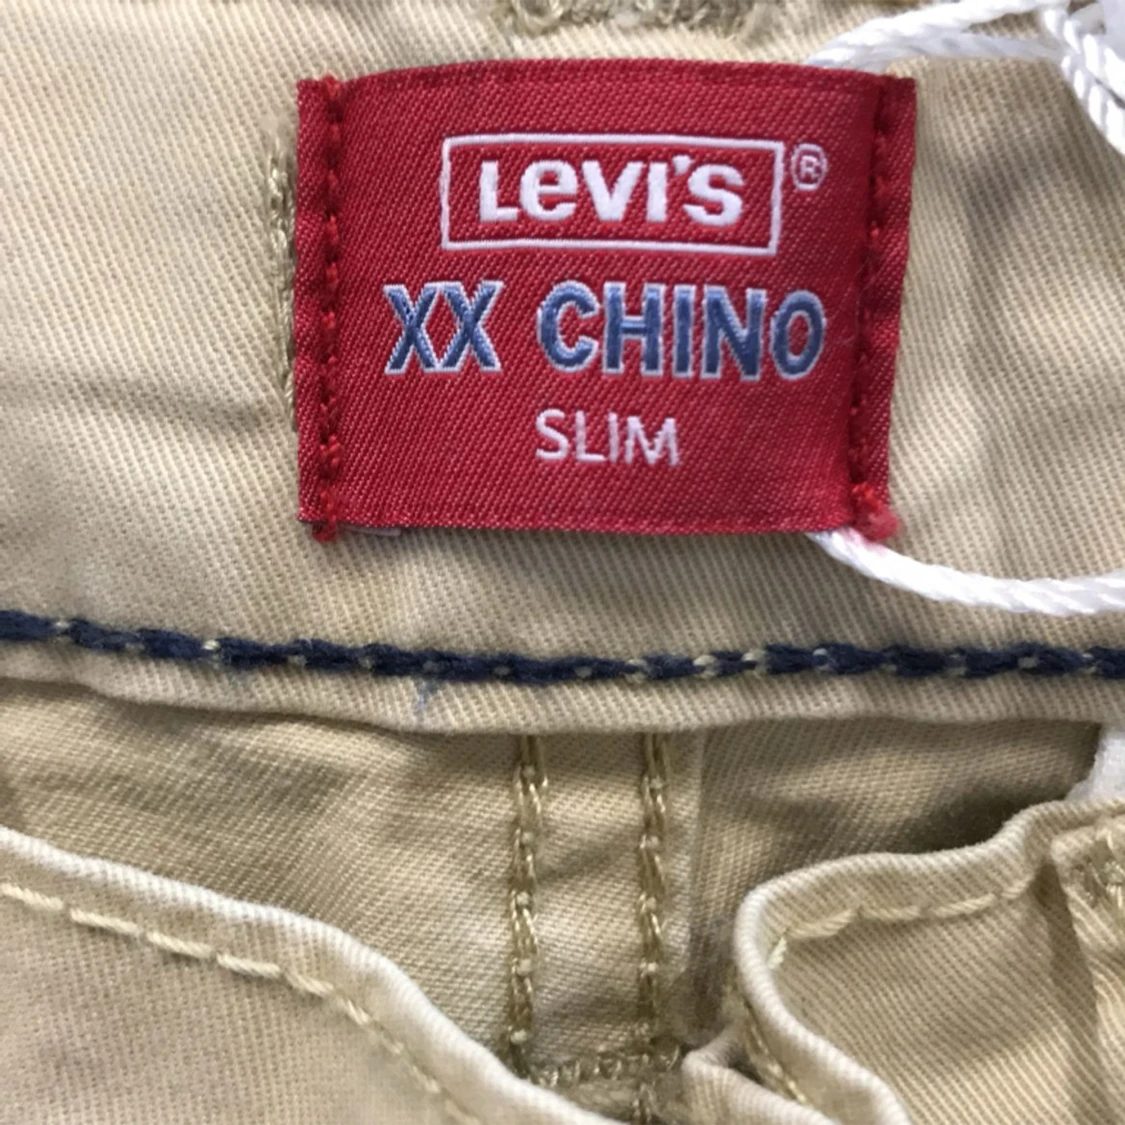 Levi's ®
XX CHINO
SLIM